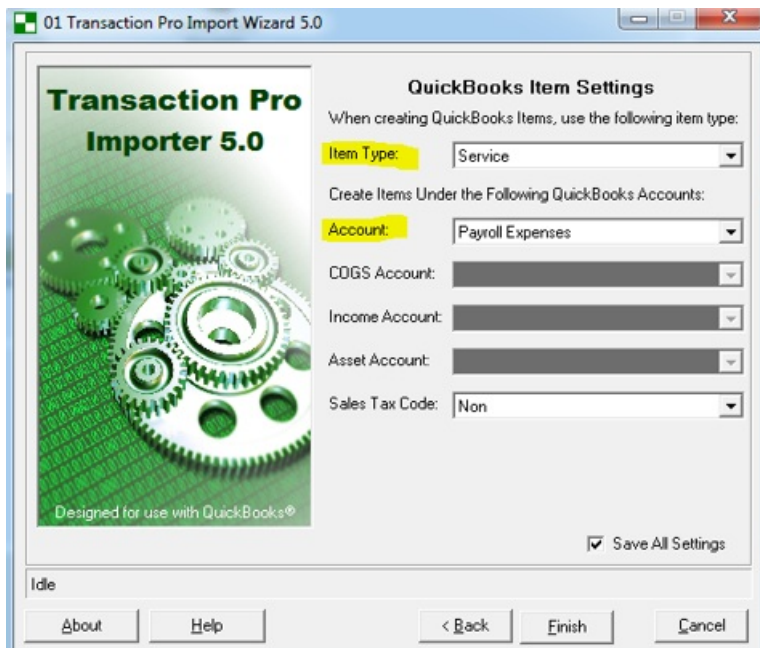 01 Transaction Pro Import Wizard 5.0
Transaction Pro
Importer 5.0
Designed for use with QuickBooks®
QuickBooks Item Settings
When creating QuickBooks Items, use the following item type:
Item Type: Service
Create Items Under the Following QuickBooks Accounts:
Account: Payroll Expenses
COGS Account:
Income Account:
Asset Account:
Sales Tax Code: Non
Save All Settings
Idle
About Help < Back Finish Cancel